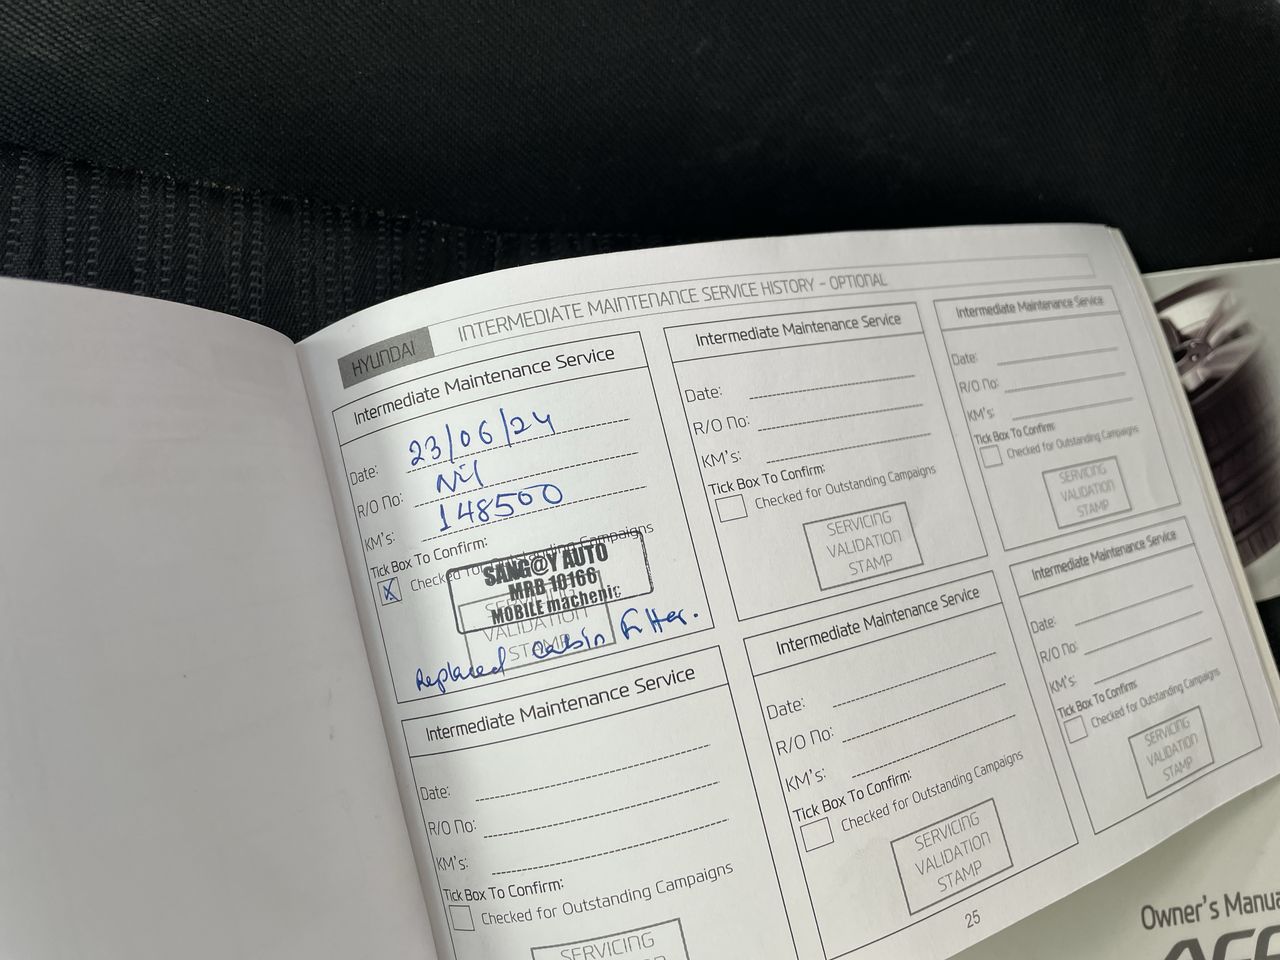 HYUNDAI
INTERMEDIATE MAINTENANCE SERVICE HISTORY – OPTIONAL
Intermediate Maintenance Service
Date: 23/06/24
R/O No: Nil
KM's: 148500
Tick Box To Confirm:
Checked for Outstanding Campaigns
SANG@Y AUTO
MRB 10166
MOBILE machenic
SERVICING
VALIDATION
STAMP
Replaced Cabin Filter.
Intermediate Maintenance Service
Date:
R/O No:
KM's:
Tick Box To Confirm:
Checked for Outstanding Campaigns
SERVICING
VALIDATION
STAMP
Intermediate Maintenance Service
Date:
R/O No:
KM's:
Tick Box To Confirm:
Checked for Outstanding Campaigns
SERVICING
VALIDATION
STAMP
Intermediate Maintenance Service
Date:
R/O No:
KM's:
Tick Box To Confirm:
Checked for Outstanding Campaigns
SERVICING
Intermediate Maintenance Service
Date:
R/O No:
KM's:
Tick Box To Confirm:
Checked for Outstanding Campaigns
SERVICING
VALIDATION
STAMP
Intermediate Maintenance Service
Date:
R/O No:
KM's:
Tick Box To Confirm:
Checked for Outstanding Campaigns
SERVICING
VALIDATION
STAMP
25
Owner's Manua